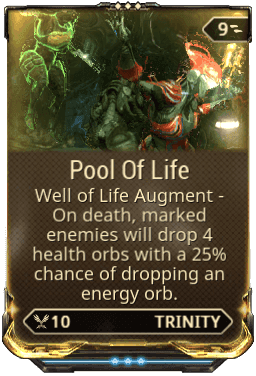 9
Pool Of Life
Well of Life Augment -
On death, marked
enemies will drop 4
health orbs with a 25%
chance of dropping an
energy orb.
10 TRINITY